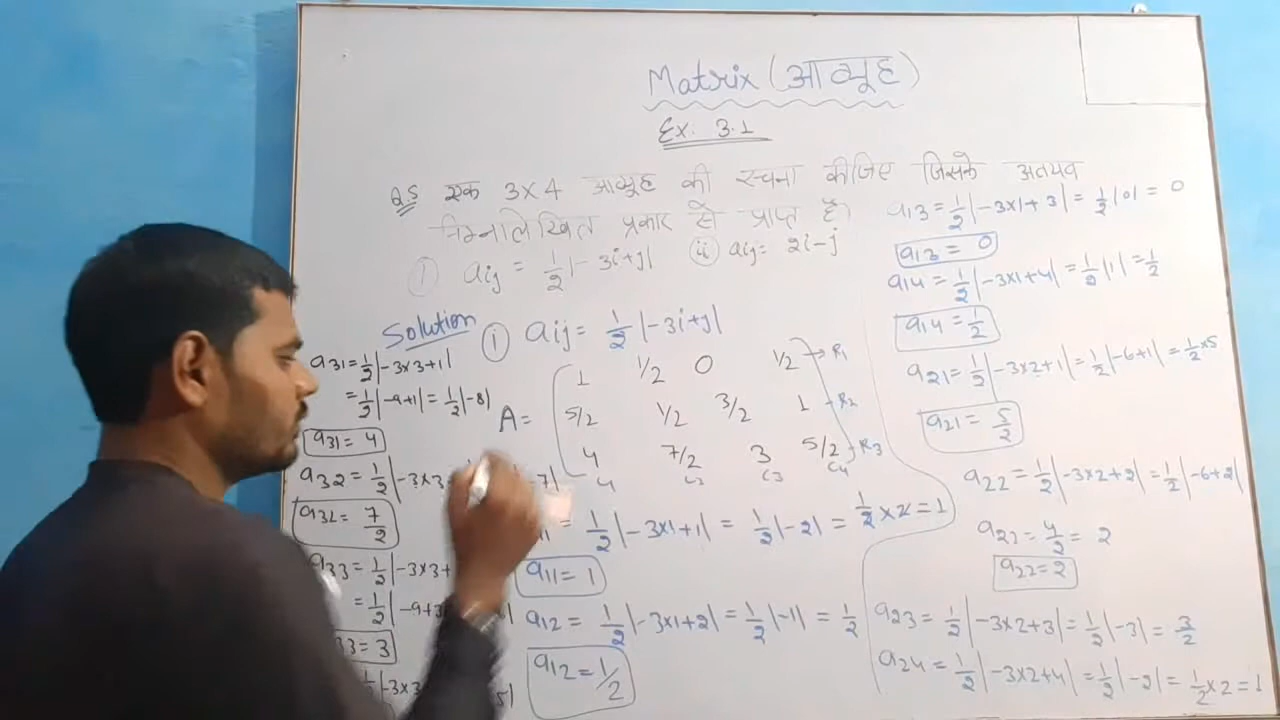 Matrix (आव्यूह)
Ex. 3.1
Q.5 एक 3×4 आव्यूह की रचना कीजिए जिसके अवयव
निम्नलिखित प्रकार से प्राप्त हैं।
(i) aij = 1/2|-3i+j| (ii) aij = 2i-j
Solution (i) aij = 1/2|-3i+j|
A =
1 1/2 0 1/2 → R1
5/2 1/2 3/2 1 → R2
4 7/2 3 5/2 → R3
C3 C4
= 1/2|-3×1+1| = 1/2|-2| = 1/2×2 = 1
a11 = 1
a12 = 1/2|-3×1+2| = 1/2|-1| = 1/2
a12 = 1/2
a31 = 1/2|-3×3+1|
= 1/2|-9+1| = 1/2|-8|
a31 = 4
a32 = 1/2|-3×3 -7|
a32 = 7/2
a33 = 1/2|-3×3+
= 1/2|-9+3
33 = 3
|-3×3
a13 = 1/2|-3×1+3| = 1/2|0| = 0
a13 = 0
a14 = 1/2|-3×1+4| = 1/2|1| = 1/2
a14 = 1/2
a21 = 1/2|-3×2+1| = 1/2|-6+1| = 1/2×5
a21 = 5/2
a22 = 1/2|-3×2+2| = 1/2|-6+2|
a22 = 4/2 = 2
a22 = 2
a23 = 1/2|-3×2+3| = 1/2|-3| = 3/2
a24 = 1/2|-3×2+4| = 1/2|-2| = 1/2×2 = 1